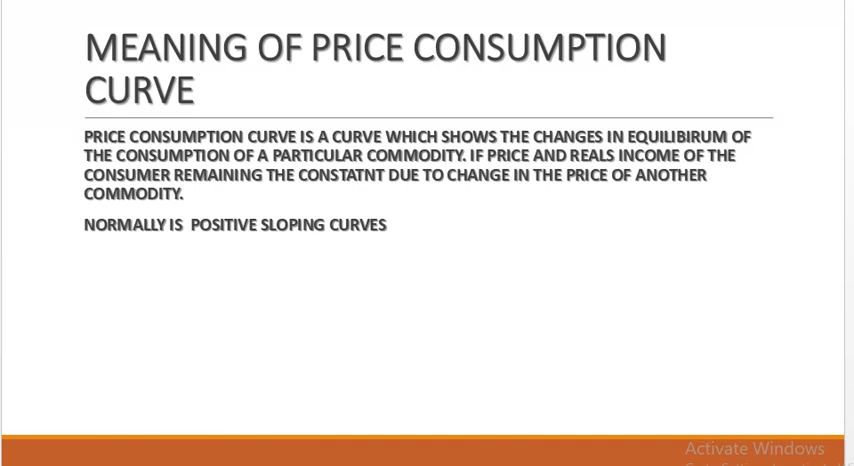 MEANING OF PRICE CONSUMPTION
CURVE
PRICE CONSUMPTION CURVE IS A CURVE WHICH SHOWS THE CHANGES IN EQUILIBIRUM OF
THE CONSUMPTION OF A PARTICULAR COMMODITY. IF PRICE AND REALS INCOME OF THE
CONSUMER REMAINING THE CONSTATNT DUE TO CHANGE IN THE PRICE OF ANOTHER
COMMODITY.
NORMALLY IS POSITIVE SLOPING CURVES
Activate Windows